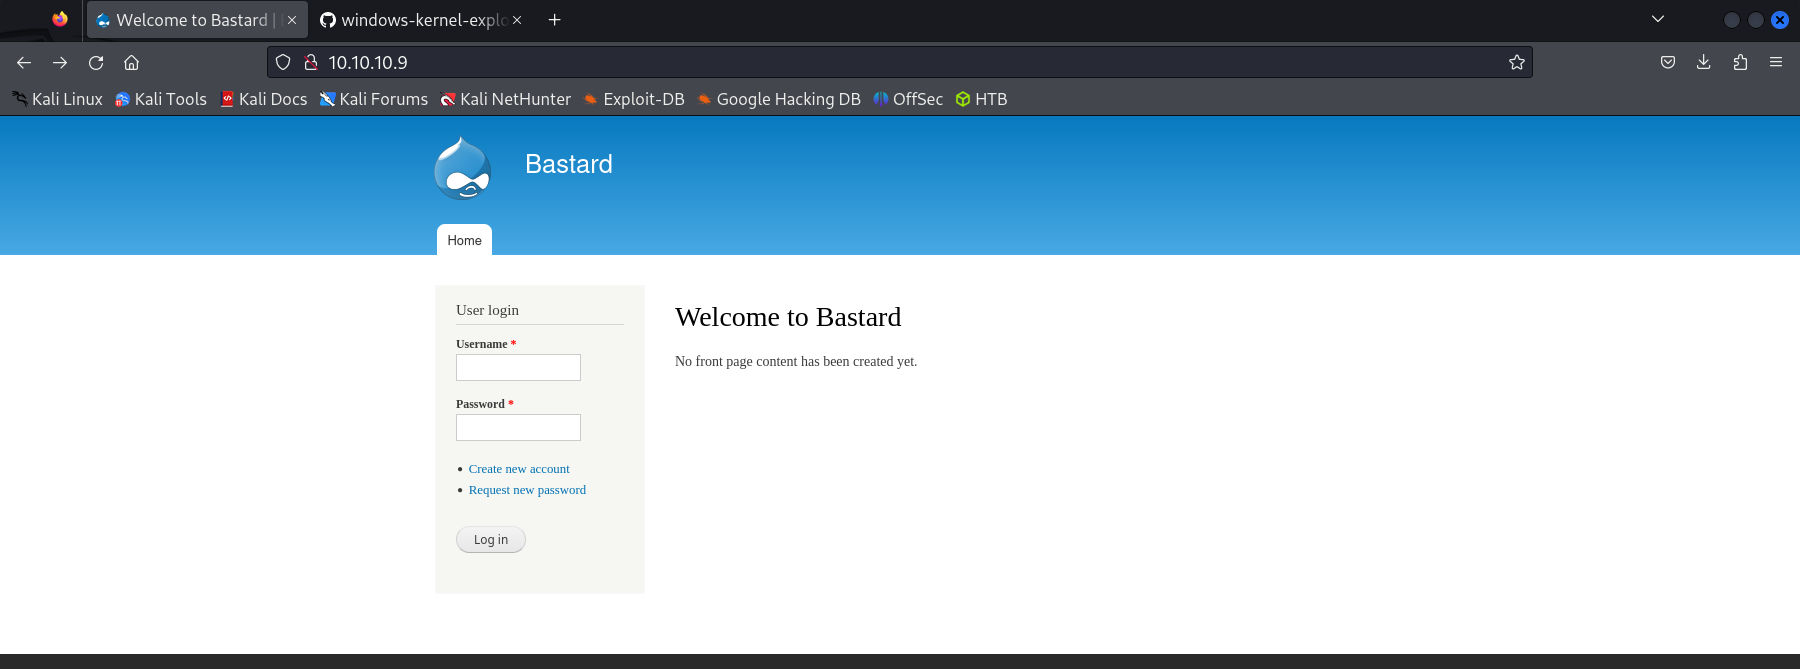 Welcome to Bastard |
windows-kernel-explo
10.10.10.9
Kali Linux Kali Tools Kali Docs Kali Forums Kali NetHunter Exploit-DB Google Hacking DB OffSec HTB
Bastard
Home
User login
Username *
Password *
Create new account
Request new password
Log in
Welcome to Bastard
No front page content has been created yet.